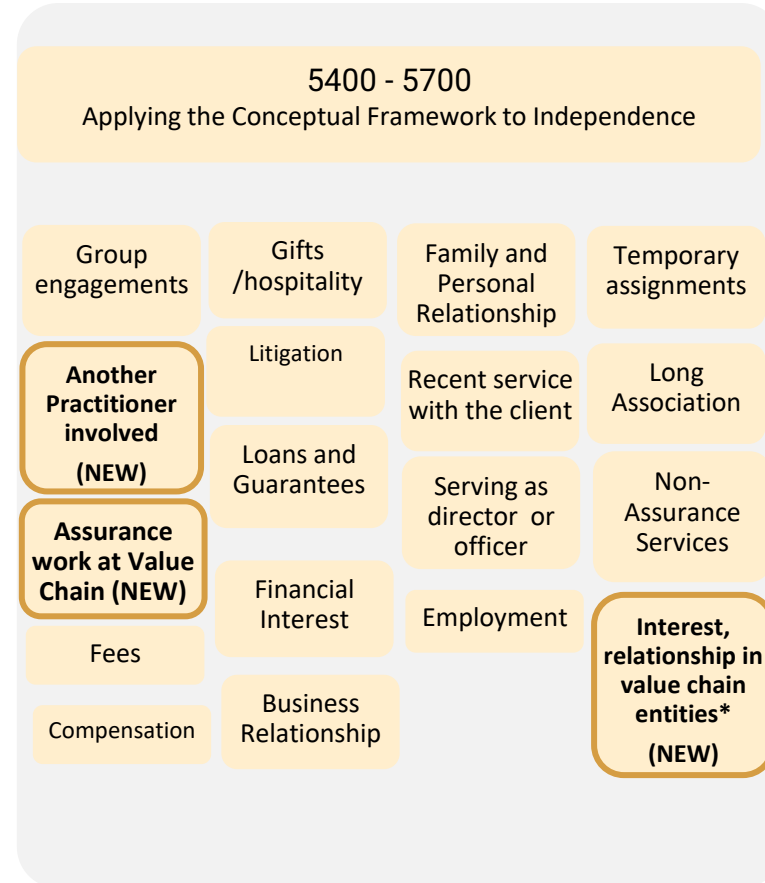 5400 - 5700
Applying the Conceptual Framework to Independence
Group
engagements
Another
Practitioner
involved
(NEW)
Assurance
work at Value
Chain (NEW)
Fees
Compensation
Gifts
/hospitality
Litigation
Loans and
Guarantees
Financial
Interest
Business
Relationship
Family and
Personal
Relationship
Recent service
with the client
Serving as
director or
officer
Employment
Temporary
assignments
Long
Association
Non-
Assurance
Services
Interest,
relationship in
value chain
entities*
(NEW)